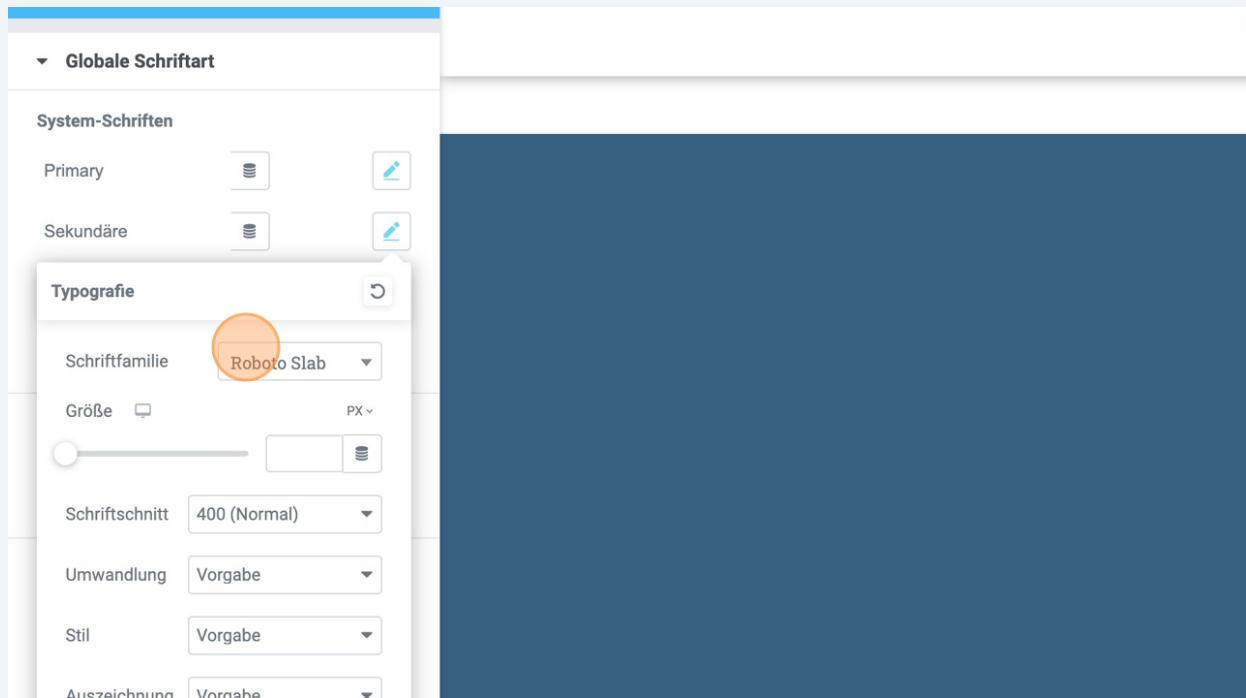 Globale Schriftart
System-Schriften
Primary
Sekundäre
Typografie
Schriftfamilie Roboto Slab
Größe PX
Schriftschnitt 400 (Normal)
Umwandlung Vorgabe
Stil Vorgabe
Auszeichnung Vorgabe